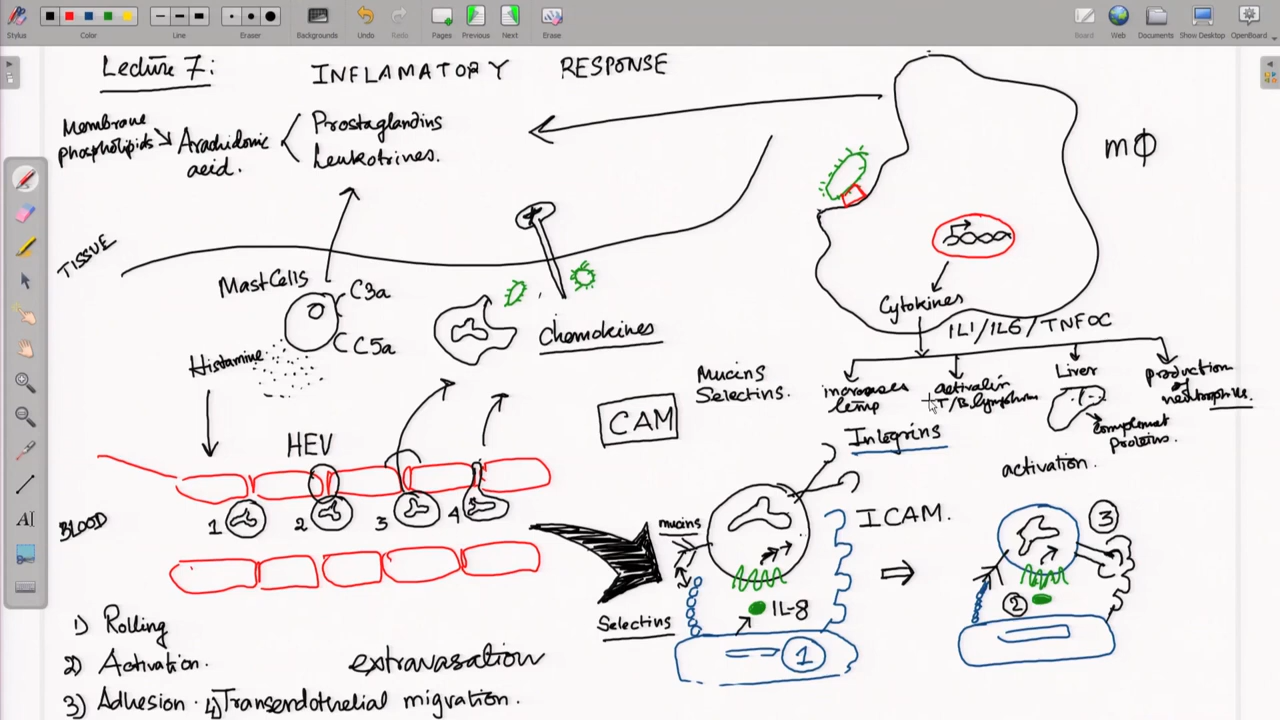 Stylus
Color
Line
Eraser
Backgrounds
Undo
Redo
Pages
Previous
Next
Erase
Board
Web
Documents
Show Desktop
OpenBoard
Lecture 7:
INFLAMATORY RESPONSE
Membrane
phospholipids
Arachidonic
acid.
Prostaglandins
Leukotrines.
mΦ
TISSUE
Mast Cells
C3a
C5a
Histamine
Chemokines
Cytokines
IL1/IL6/TNFα
increases
temp
activation
T/B lymphom
Liver
Complemat
Proteins.
production
of
neutrophils.
Mucins
Selectins.
CAM
Integrins
activation.
HEV
BLOOD
1
2
3
4
mucins
ICAM.
IL-8
Selectins
1
3
2
1) Rolling
2) Activation.
extravasation
3) Adhesion. 4) Transendothelial migration.